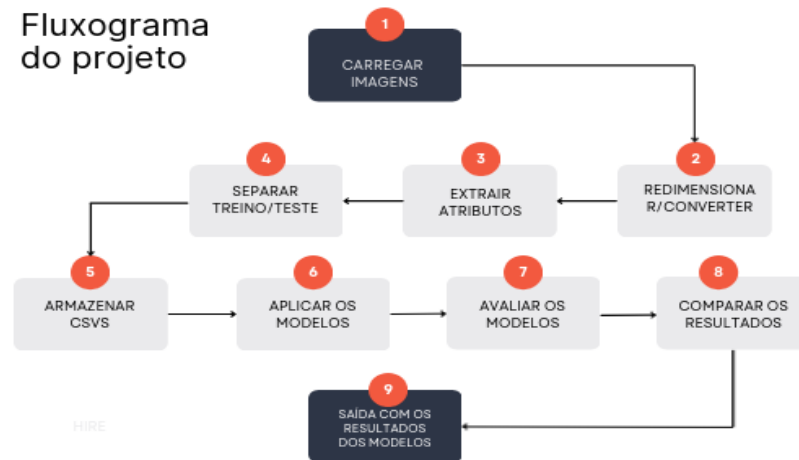 Fluxograma
do projeto
1
CARREGAR
IMAGENS
2
REDIMENSIONA
R/CONVERTER
3
EXTRAIR
ATRIBUTOS
4
SEPARAR
TREINO/TESTE
5
ARMAZENAR
CSVS
6
APLICAR OS
MODELOS
7
AVALIAR OS
MODELOS
8
COMPARAR OS
RESULTADOS
9
SAÍDA COM OS
RESULTADOS
DOS MODELOS
HIRE